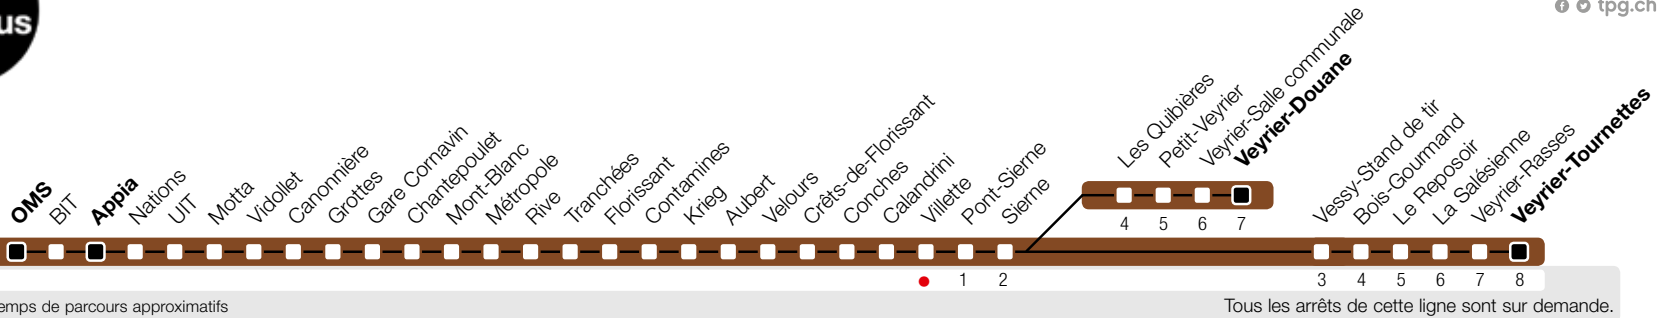 us
tpg.ch
OMS
BIT
Appia
Nations
UIT
Motta
Vidollet
Canonnière
Grottes
Gare Cornavin
Chantepoulet
Mont-Blanc
Métropole
Rive
Tranchées
Florissant
Contamines
Krieg
Aubert
Velours
Crêts-de-Florissant
Conches
Calandrini
Villette
Pont-Sierne
Sierne
Les Quibières
Petit-Veyrier
Veyrier-Salle communale
Veyrier-Douane
4 5 6 7
Vessy-Stand de tir
Bois-Gourmand
Le Reposoir
La Salésienne
Veyrier-Rasses
Veyrier-Tournettes
1 2 3 4 5 6 7 8
emps de parcours approximatifs
Tous les arrêts de cette ligne sont sur demande.